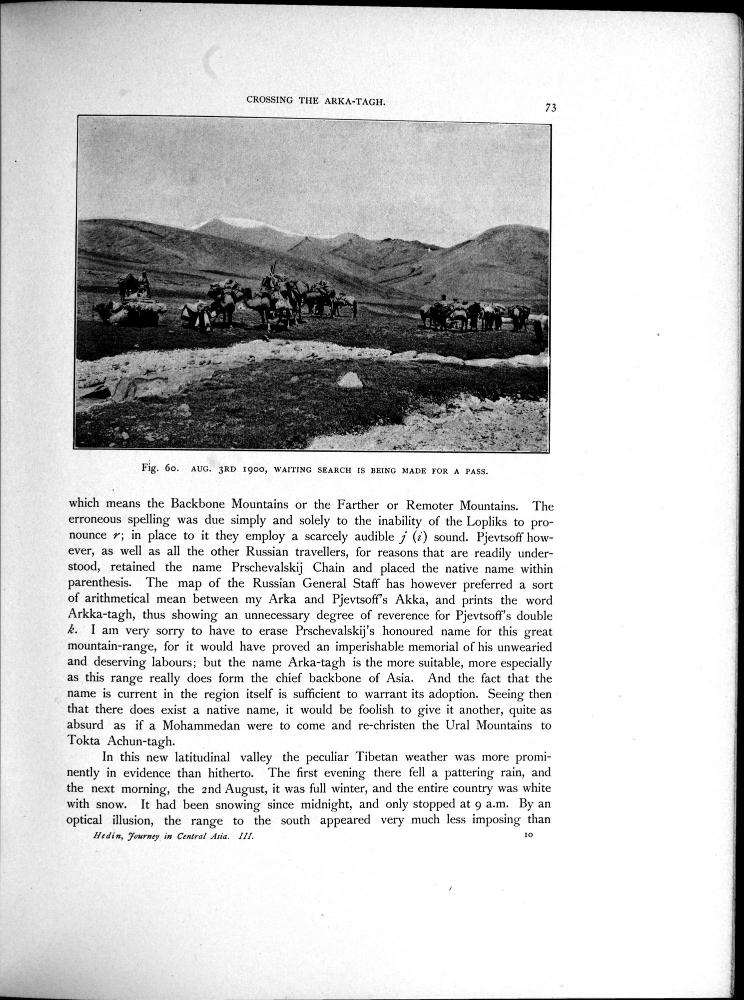 CROSSING THE ARKA-TAGH.
73
Fig. 60. AUG. 3RD 1900, WAITING SEARCH IS BEING MADE FOR A PASS.
which means the Backbone Mountains or the Farther or Remoter Mountains. The
erroneous spelling was due simply and solely to the inability of the Lopliks to pro-
nounce r; in place to it they employ a scarcely audible j (i) sound. Pjevtsoff how-
ever, as well as all the other Russian travellers, for reasons that are readily under-
stood, retained the name Prschevalskij Chain and placed the native name within
parenthesis. The map of the Russian General Staff has however preferred a sort
of arithmetical mean between my Arka and Pjevtsoff's Akka, and prints the word
Arkka-tagh, thus showing an unnecessary degree of reverence for Pjevtsoff's double
k. I am very sorry to have to erase Prschevalskij's honoured name for this great
mountain-range, for it would have proved an imperishable memorial of his unwearied
and deserving labours; but the name Arka-tagh is the more suitable, more especially
as this range really does form the chief backbone of Asia. And the fact that the
name is current in the region itself is sufficient to warrant its adoption. Seeing then
that there does exist a native name, it would be foolish to give it another, quite as
absurd as if a Mohammedan were to come and re-christen the Ural Mountains to
Tokta Achun-tagh.
In this new latitudinal valley the peculiar Tibetan weather was more promi-
nently in evidence than hitherto. The first evening there fell a pattering rain, and
the next morning, the 2nd August, it was full winter, and the entire country was white
with snow. It had been snowing since midnight, and only stopped at 9 a.m. By an
optical illusion, the range to the south appeared very much less imposing than
Hedin, Journey in Central Asia. III.
10